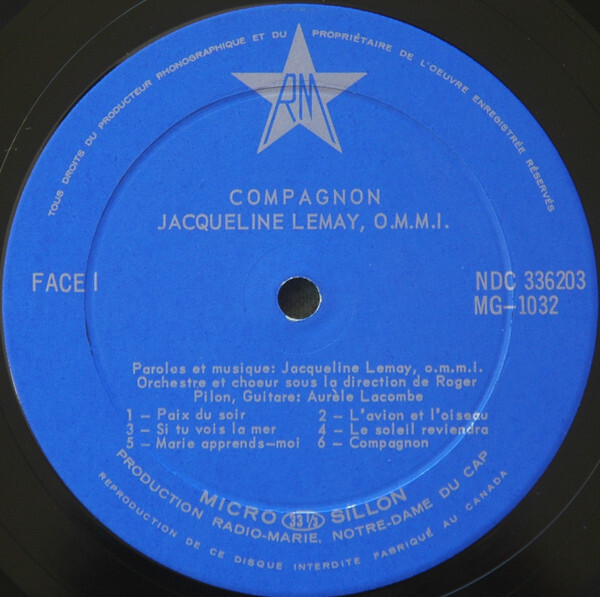 TOUS DROITS DU PRODUCTEUR PHONOGRAPHIQUE ET DU PROPRIÉTAIRE DE L'OEUVRE ENREGISTRÉE RÉSERVÉS
RM
COMPAGNON
JACQUELINE LEMAY, O.M.M.I.
FACE I
NDC 336203
MG-1032
Paroles et musique: Jacqueline Lemay, o.m.m.i.
Orchestre et choeur sous la direction de Roger
Pilon, Guitare: Aurèle Lacombe
1 - Paix du soir 2 - L'avion et l'oiseau
3 - Si tu vois la mer 4 - Le soleil reviendra
5 - Marie apprends-moi 6 - Compagnon
MICRO 33 1/3 SILLON
PRODUCTION RADIO-MARIE, NOTRE-DAME DU CAP
REPRODUCTION DE CE DISQUE INTERDITE FABRIQUÉ AU CANADA